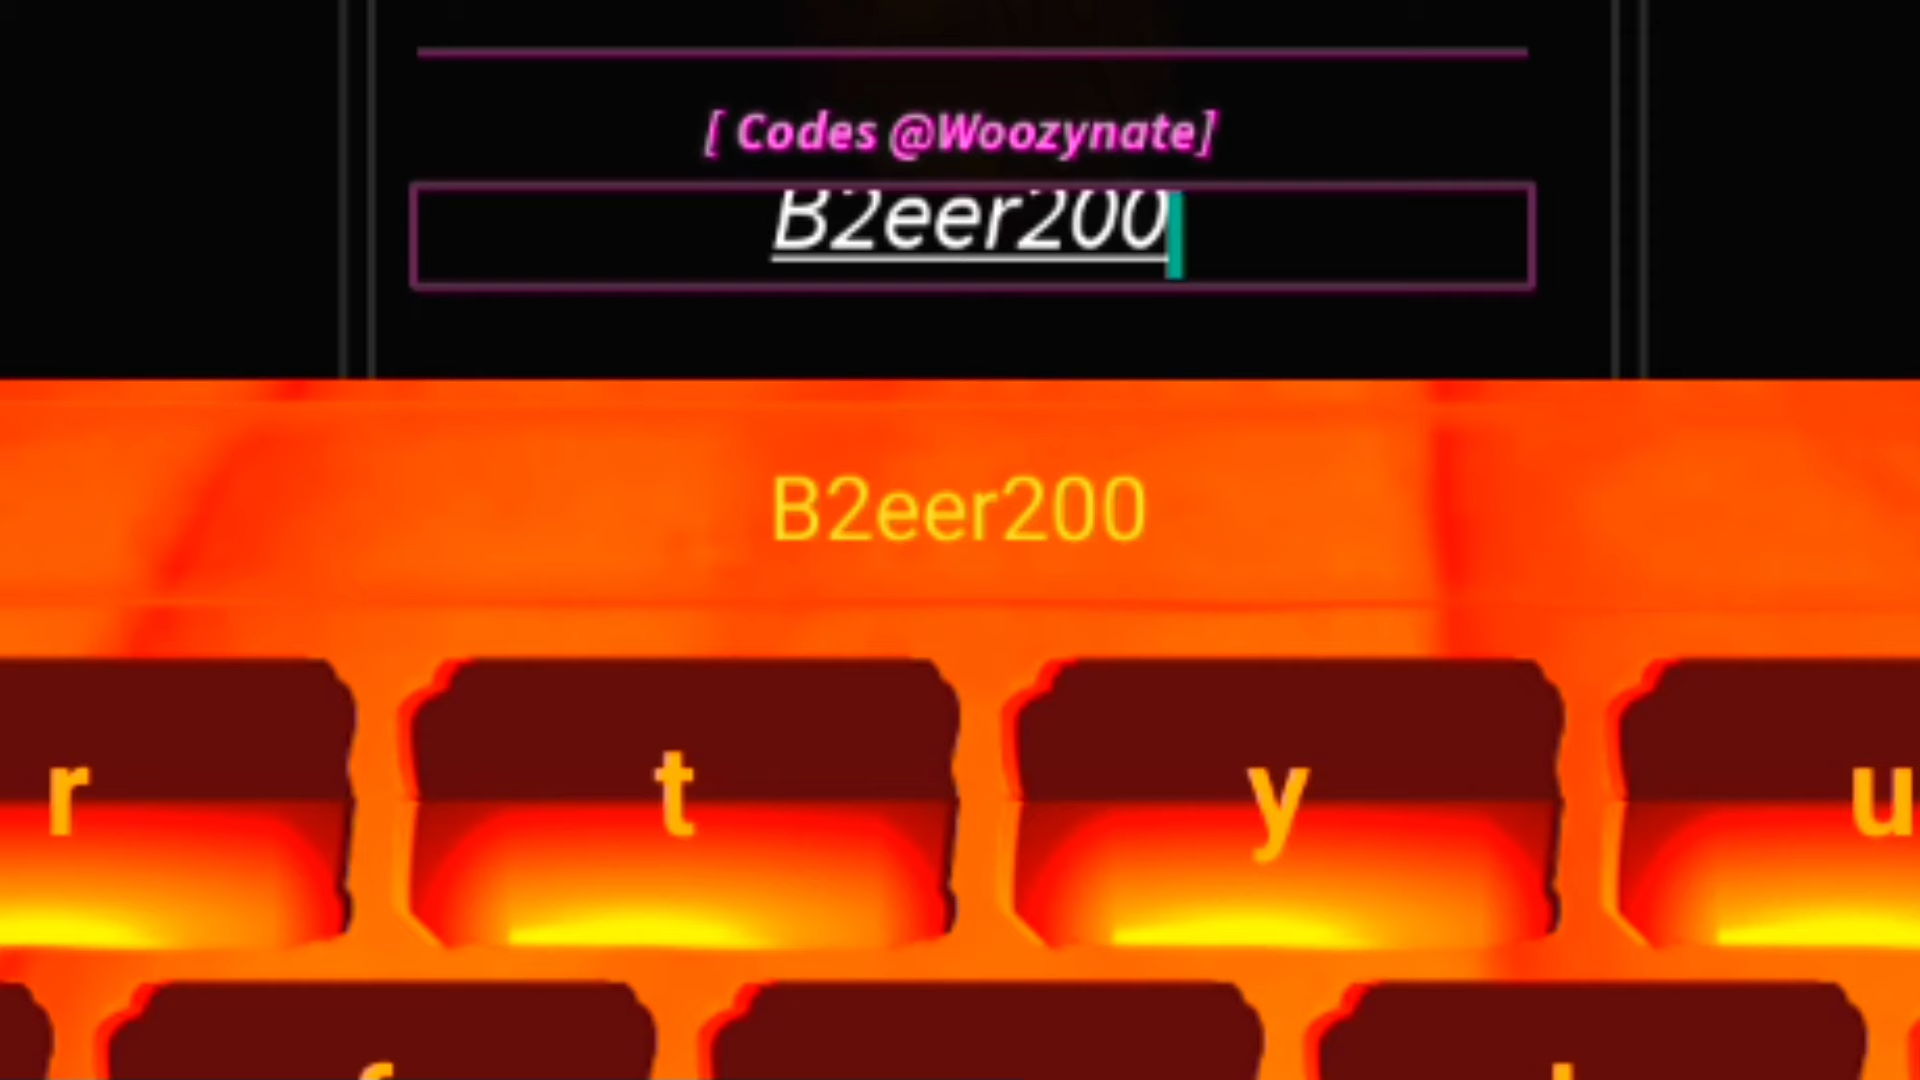 [ Codes @Woozynate]
B2eer200
B2eer200
r t y u
f